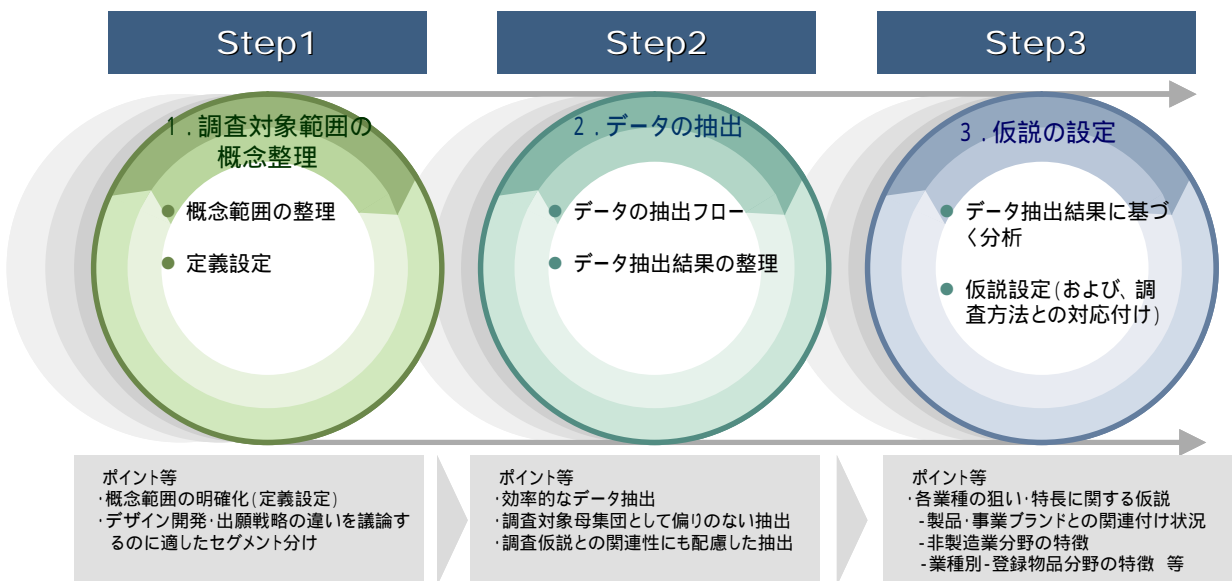 Step1
Step2
Step3
1.調査対象範囲の
概念整理
● 概念範囲の整理
● 定義設定
2.データの抽出
● データの抽出フロー
● データ抽出結果の整理
3.仮説の設定
● データ抽出結果に基づ
く分析
● 仮説設定(および、調
査方法との対応付け)
ポイント等
・概念範囲の明確化(定義設定)
・デザイン開発・出願戦略の違いを議論す
るのに適したセグメント分け
ポイント等
・効率的なデータ抽出
・調査対象母集団として偏りのない抽出
・調査仮説との関連性にも配慮した抽出
ポイント等
・各業種の狙い・特長に関する仮説
-製品・事業ブランドとの関連付け状況
-非製造業分野の特徴
-業種別-登録物品分野の特徴 等